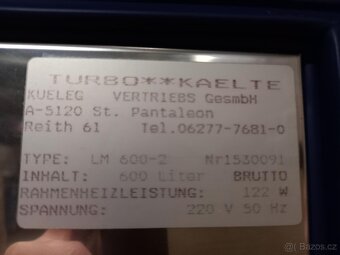 TURBO**KAELTE
KUELEG VERTRIEBS GesmbH
A-5120 St. Pantaleon
Reith 61 Tel.06277-7681-0
TYPE: LM 600-2 Nr1530091
INHALT: 600 Liter BRUTTO
RAHMENHEIZLEISTUNG: 122 W
SPANNUNG: 220 V 50 Hz
bazos.cz